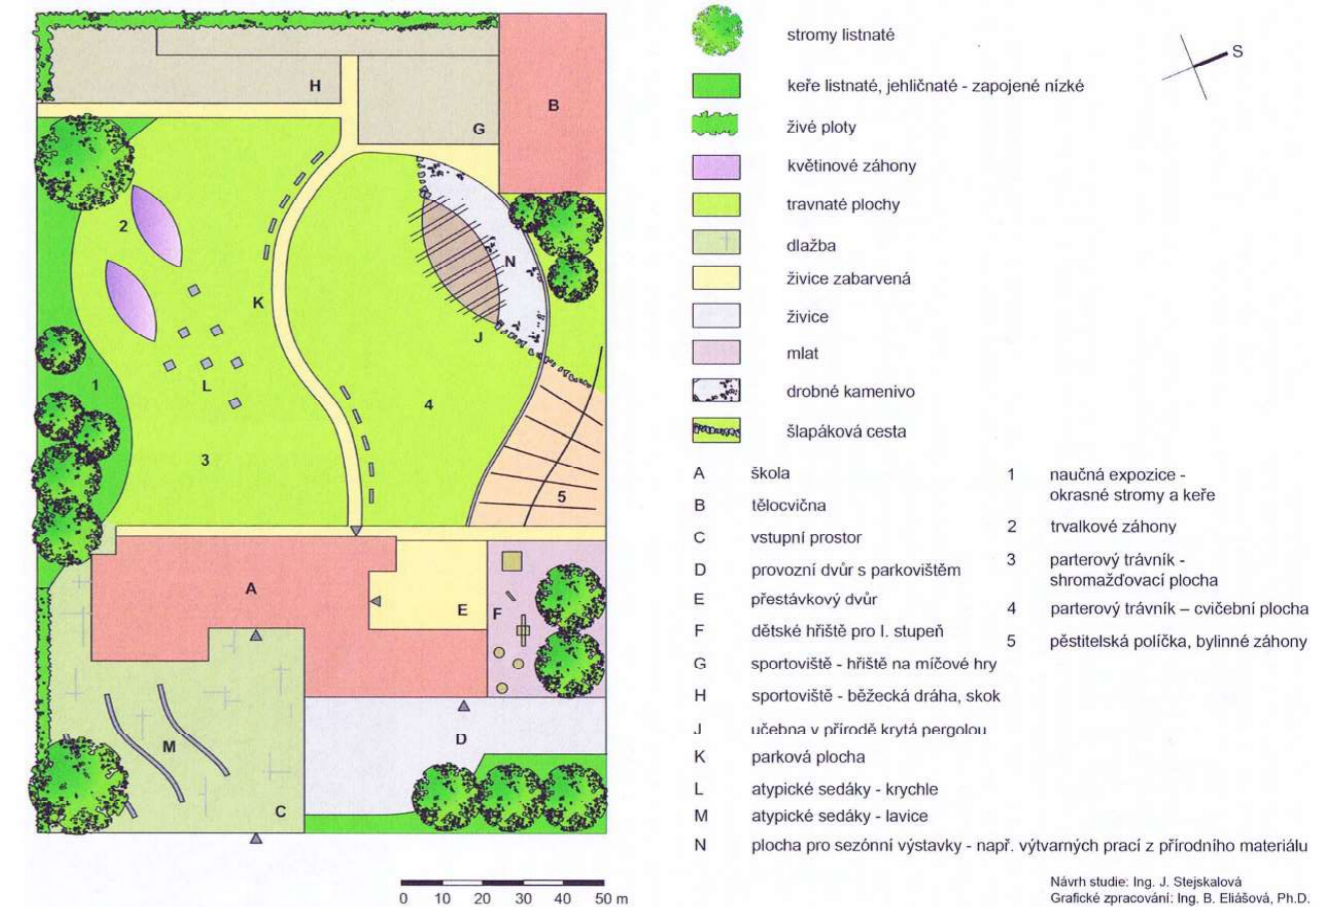 H
B
G
2
N
K
J
1
L
4
3
5
A
E
F
M
D
C
0 10 20 30 40 50 m
S
stromy listnaté
keře listnaté, jehličnaté - zapojené nízké
živé ploty
květinové záhony
travnaté plochy
dlažba
živice zabarvená
živice
mlat
drobné kamenivo
šlapáková cesta
A škola
B tělocvična
C vstupní prostor
D provozní dvůr s parkovištěm
E přestávkový dvůr
F dětské hřiště pro I. stupeň
G sportoviště - hřiště na míčové hry
H sportoviště - běžecká dráha, skok
J učebna v přírodě krytá pergolou
K parková plocha
L atypické sedáky - krychle
M atypické sedáky - lavice
N plocha pro sezónní výstavky - např. výtvarných prací z přírodního materiálu
1 naučná expozice -
okrasné stromy a keře
2 trvalkové záhony
3 parterový trávník -
shromažďovací plocha
4 parterový trávník – cvičební plocha
5 pěstitelská políčka, bylinné záhony
Návrh studie: Ing. J. Stejskalová
Grafické zpracování: Ing. B. Eliášová, Ph.D.